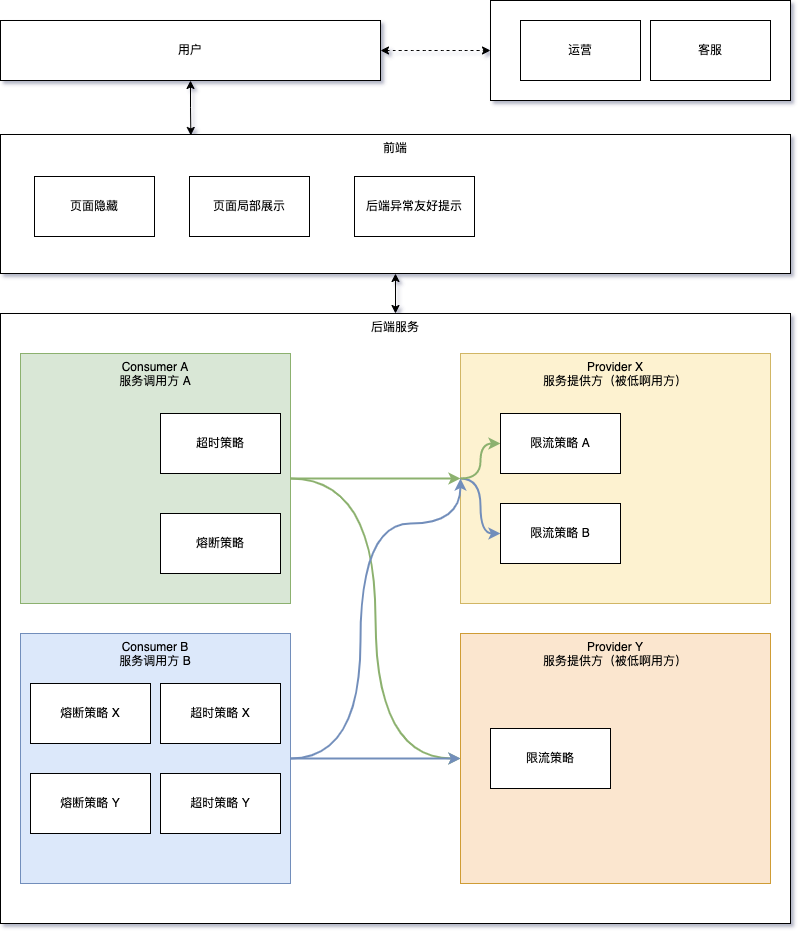 用户
运营
客服
前端
页面隐藏
页面局部展示
后端异常友好提示
后端服务
Consumer A
服务调用方 A
超时策略
熔断策略
Provider X
服务提供方（被低啊用方）
限流策略 A
限流策略 B
Consumer B
服务调用方 B
熔断策略 X
超时策略 X
熔断策略 Y
超时策略 Y
Provider Y
服务提供方（被低啊用方）
限流策略